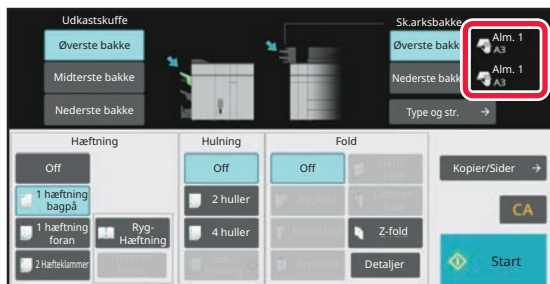 Udkastskuffe
Sk.arksbakke
Øverste bakke
Midterste bakke
Nederste bakke
Øverste bakke
Alm. 1
A3
Nederste bakke
Alm. 1
A3
Type og str.
Hæftning
Off
1 hæftning
bagpå
1 hæftning
foran
2 Hæfteklammer
Ryg-
Hæftning
Hulning
Off
2 huller
4 huller
Fold
Off
Z-fold
Detaljer
Kopier/Sider
CA
Start